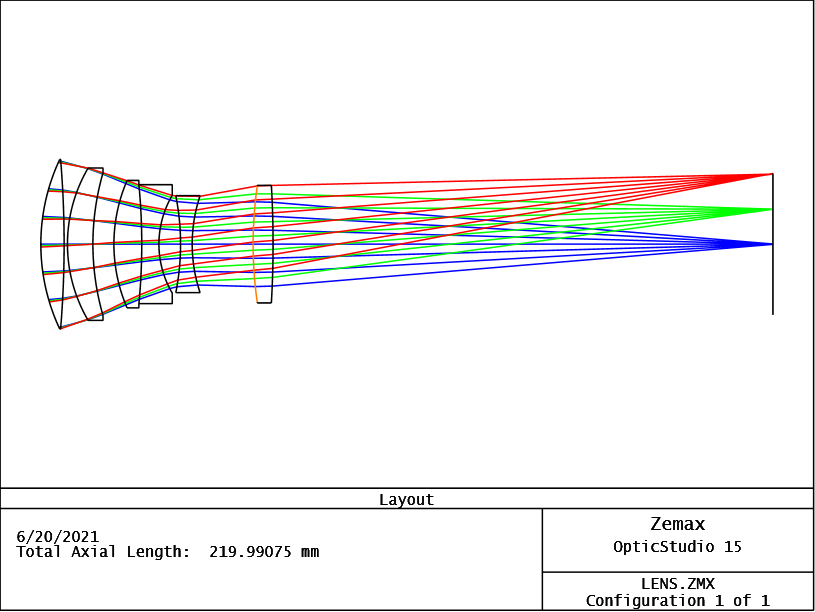 Layout
6/20/2021
Total Axial Length:  219.99075 mm
Zemax
OpticStudio 15
LENS.ZMX
Configuration 1 of 1